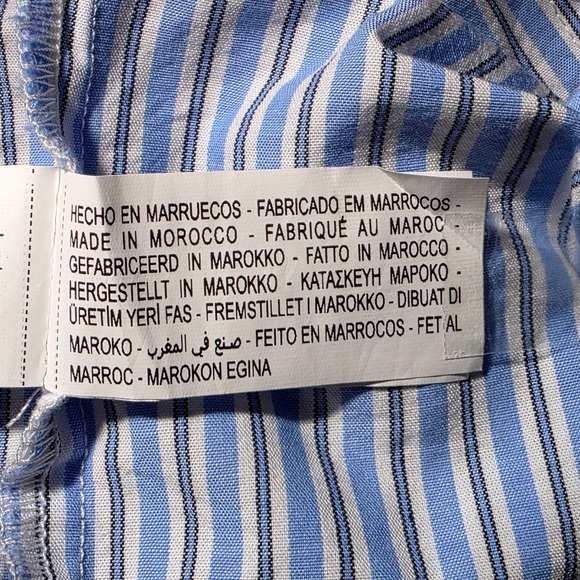 HECHO EN MARRUECOS - FABRICADO EM MARROCOS -
MADE IN MOROCCO - FABRIQUÉ AU MAROC -
GEFABRICEERD IN MAROKKO - FATTO IN MAROCCO -
HERGESTELLT IN MAROKKO - ΚΑΤΑΣΚΕΥΗ ΜΑΡΟΚΟ -
ÜRETİM YERİ FAS - FREMSTILLET I MAROKKO - DIBUAT DI
MAROKO - صنع في المغرب - FEITO EN MARROCOS - FET AL
MARROC - MAROKON EGINA